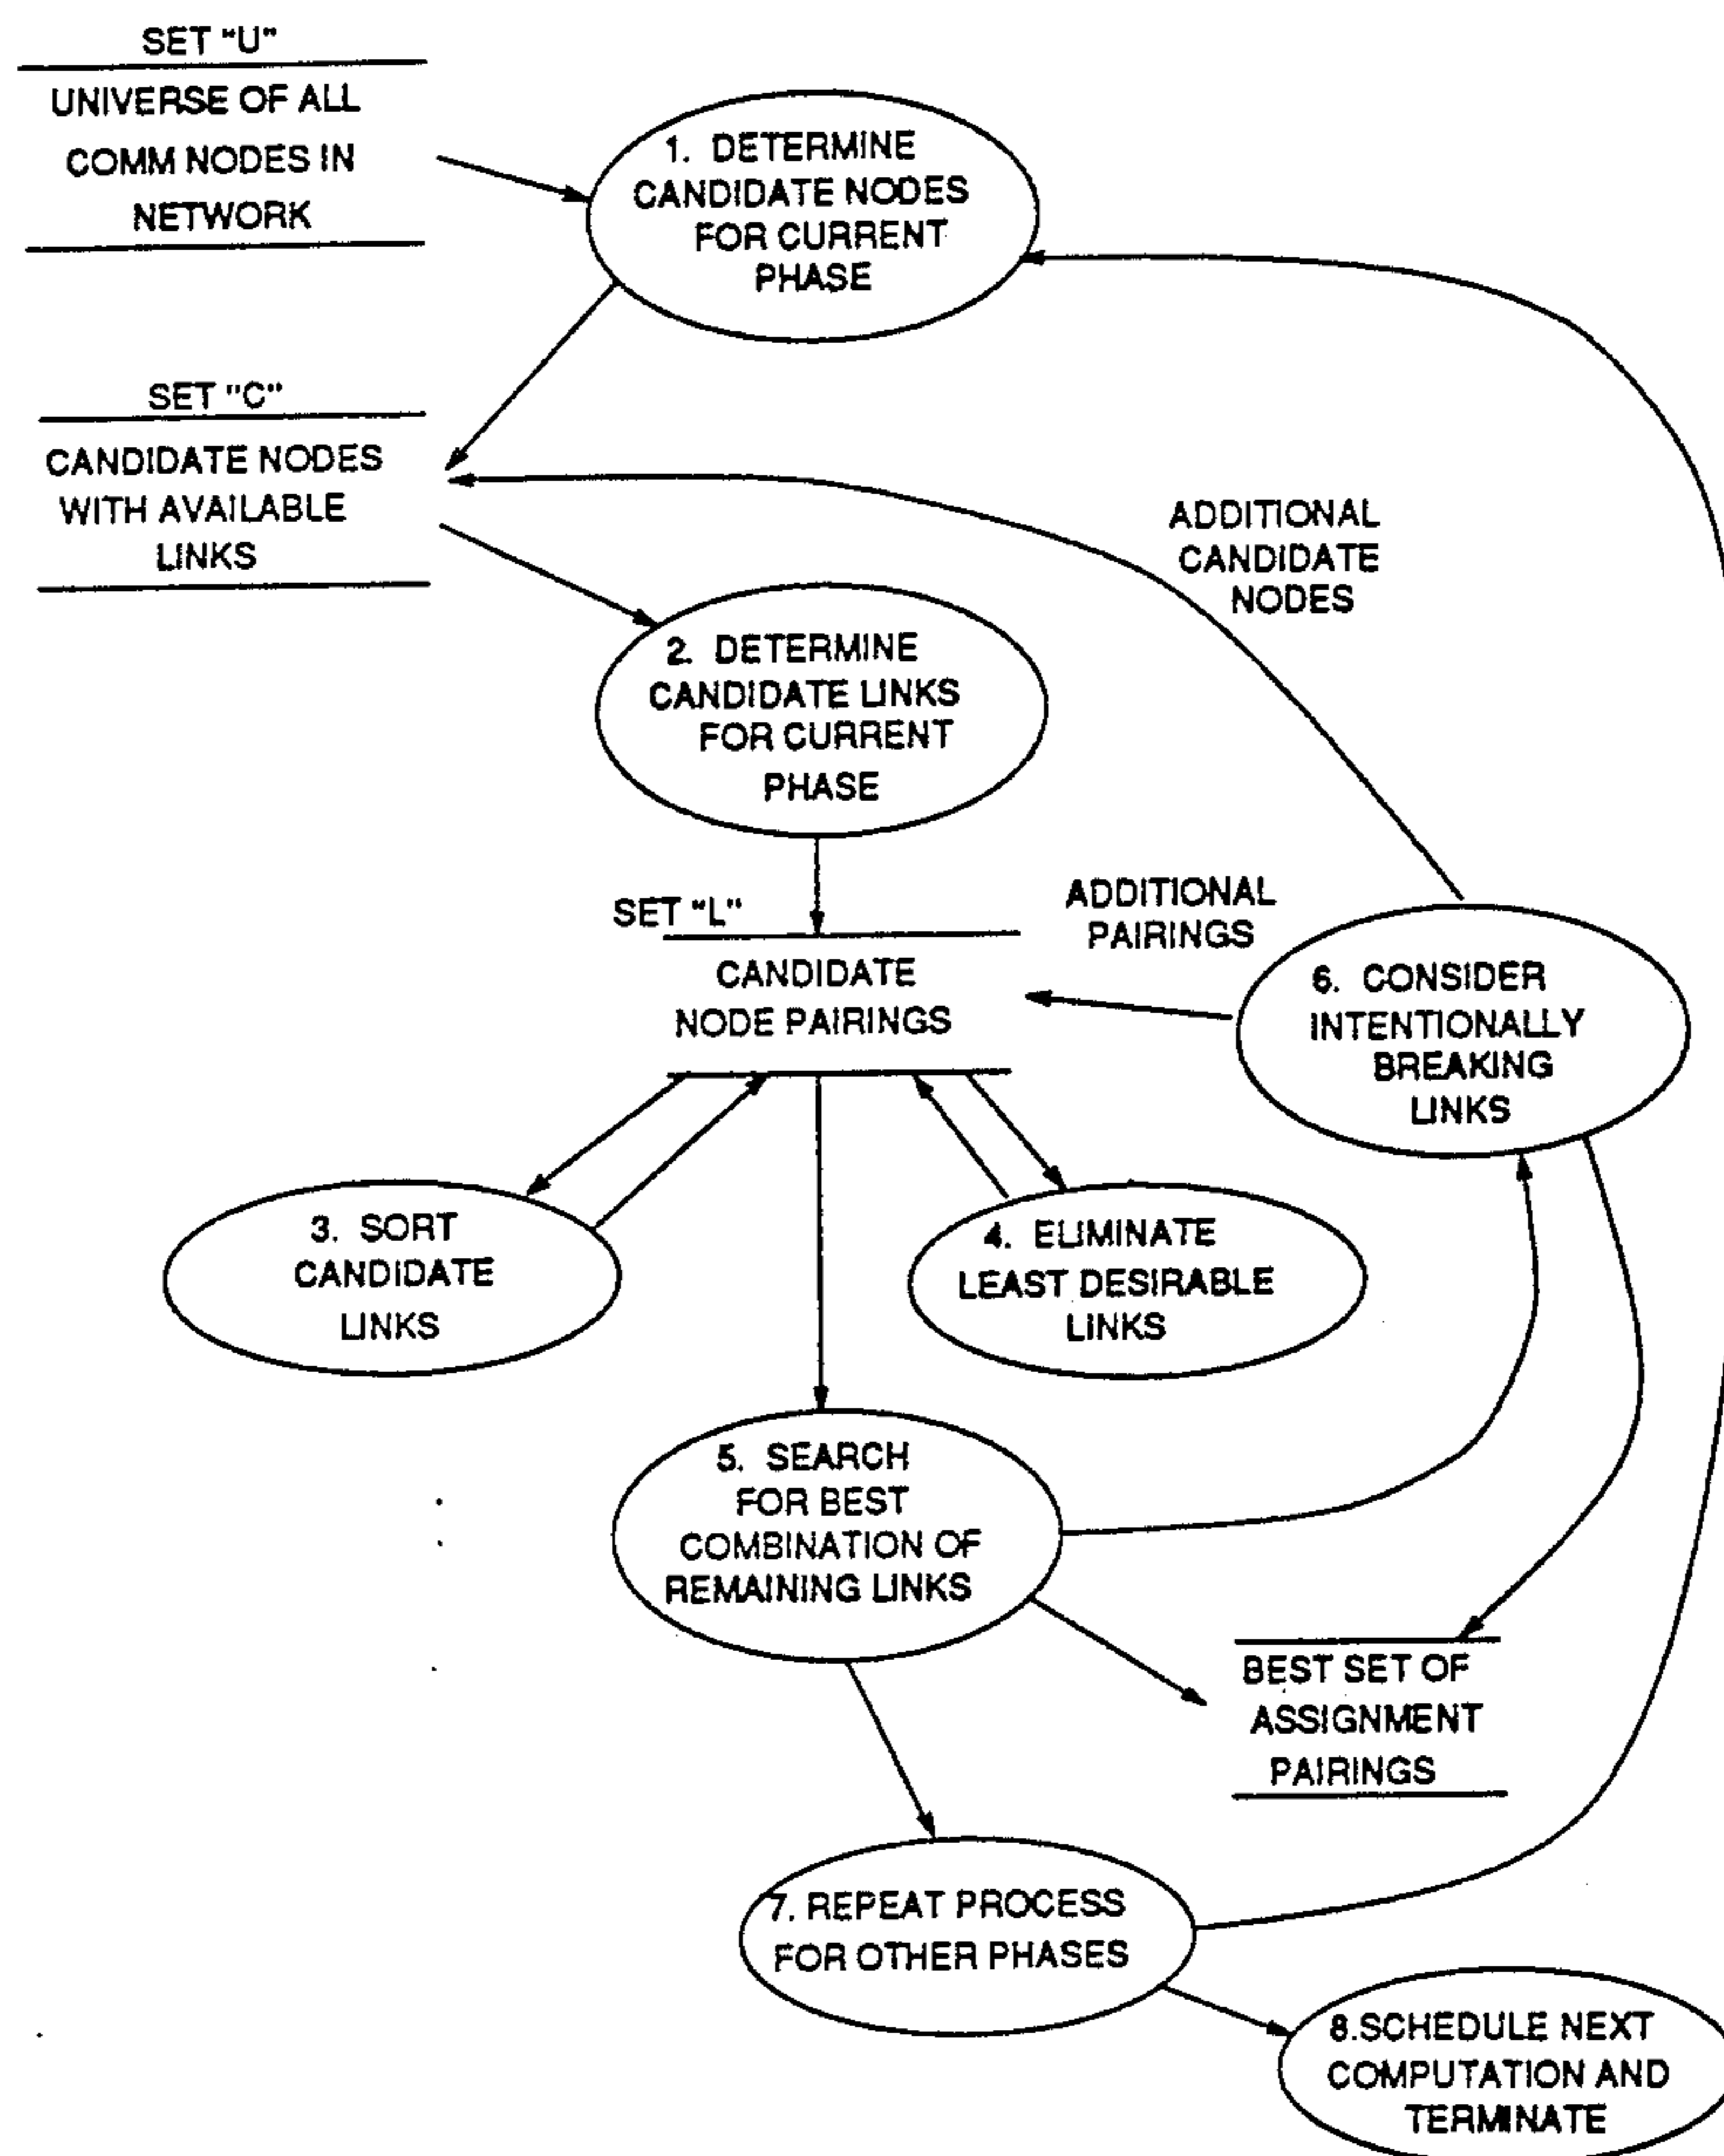 SET "U"
UNIVERSE OF ALL
COMM NODES IN
NETWORK
1. DETERMINE
CANDIDATE NODES
FOR CURRENT
PHASE
SET "C"
CANDIDATE NODES
WITH AVAILABLE
LINKS
ADDITIONAL
CANDIDATE
NODES
2. DETERMINE
CANDIDATE LINKS
FOR CURRENT
PHASE
SET "L"
CANDIDATE
NODE PAIRINGS
ADDITIONAL
PAIRINGS
6. CONSIDER
INTENTIONALLY
BREAKING
LINKS
3. SORT
CANDIDATE
LINKS
4. ELIMINATE
LEAST DESIRABLE
LINKS
5. SEARCH
FOR BEST
COMBINATION OF
REMAINING LINKS
BEST SET OF
ASSIGNMENT
PAIRINGS
7. REPEAT PROCESS
FOR OTHER PHASES
8.SCHEDULE NEXT
COMPUTATION AND
TERMINATE